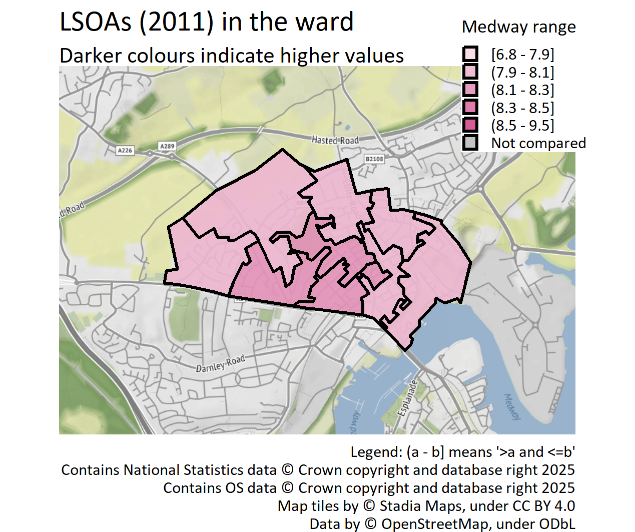 LSOAs (2011) in the ward
Darker colours indicate higher values
Medway range
[6.8 - 7.9]
(7.9 - 8.1]
(8.1 - 8.3]
(8.3 - 8.5]
(8.5 - 9.5]
Not compared
Hasted Road
A226
A289
B2108
d Road
Darnley Road
Esplanade
Medway
dway
Legend: (a - b] means '>a and <=b'
Contains National Statistics data © Crown copyright and database right 2025
Contains OS data © Crown copyright and database right 2025
Map tiles by © Stadia Maps, under CC BY 4.0
Data by © OpenStreetMap, under ODbL